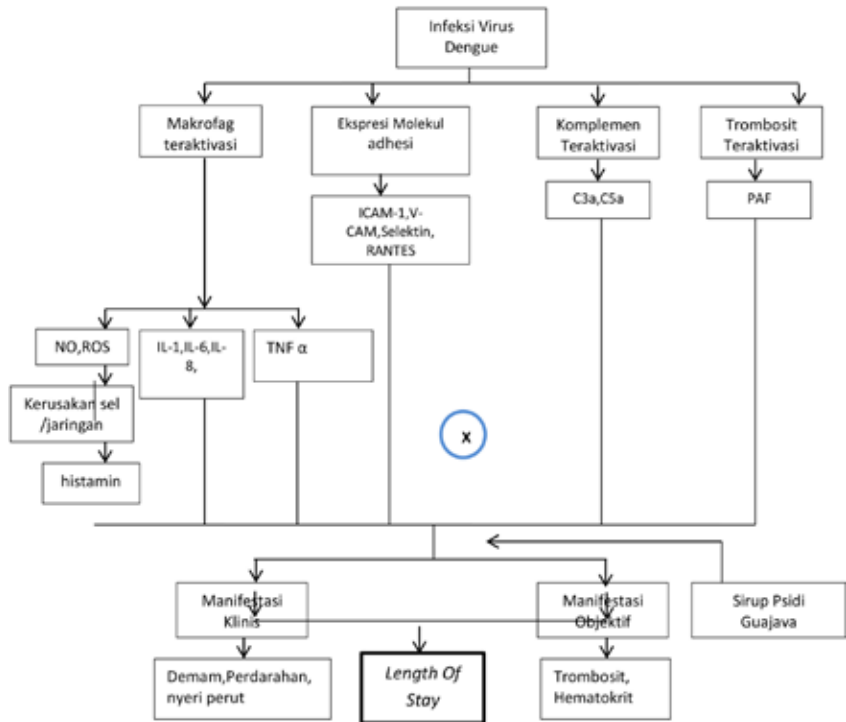 Infeksi Virus
Dengue
Makrofag
teraktivasi
Ekspresi Molekul
adhesi
Komplemen
Teraktivasi
Trombosit
Teraktivasi
ICAM-1,V-
CAM,Selektin,
RANTES
C3a,C5a
PAF
NO,ROS
IL-1,IL-6,IL-
8,
TNF α
Kerusakan sel
/jaringan
histamin
x
Manifestasi
Klinis
Manifestasi
Objektif
Sirup Psidi
Guajava
Demam,Perdarahan,
nyeri perut
Length Of
Stay
Trombosit,
Hematokrit